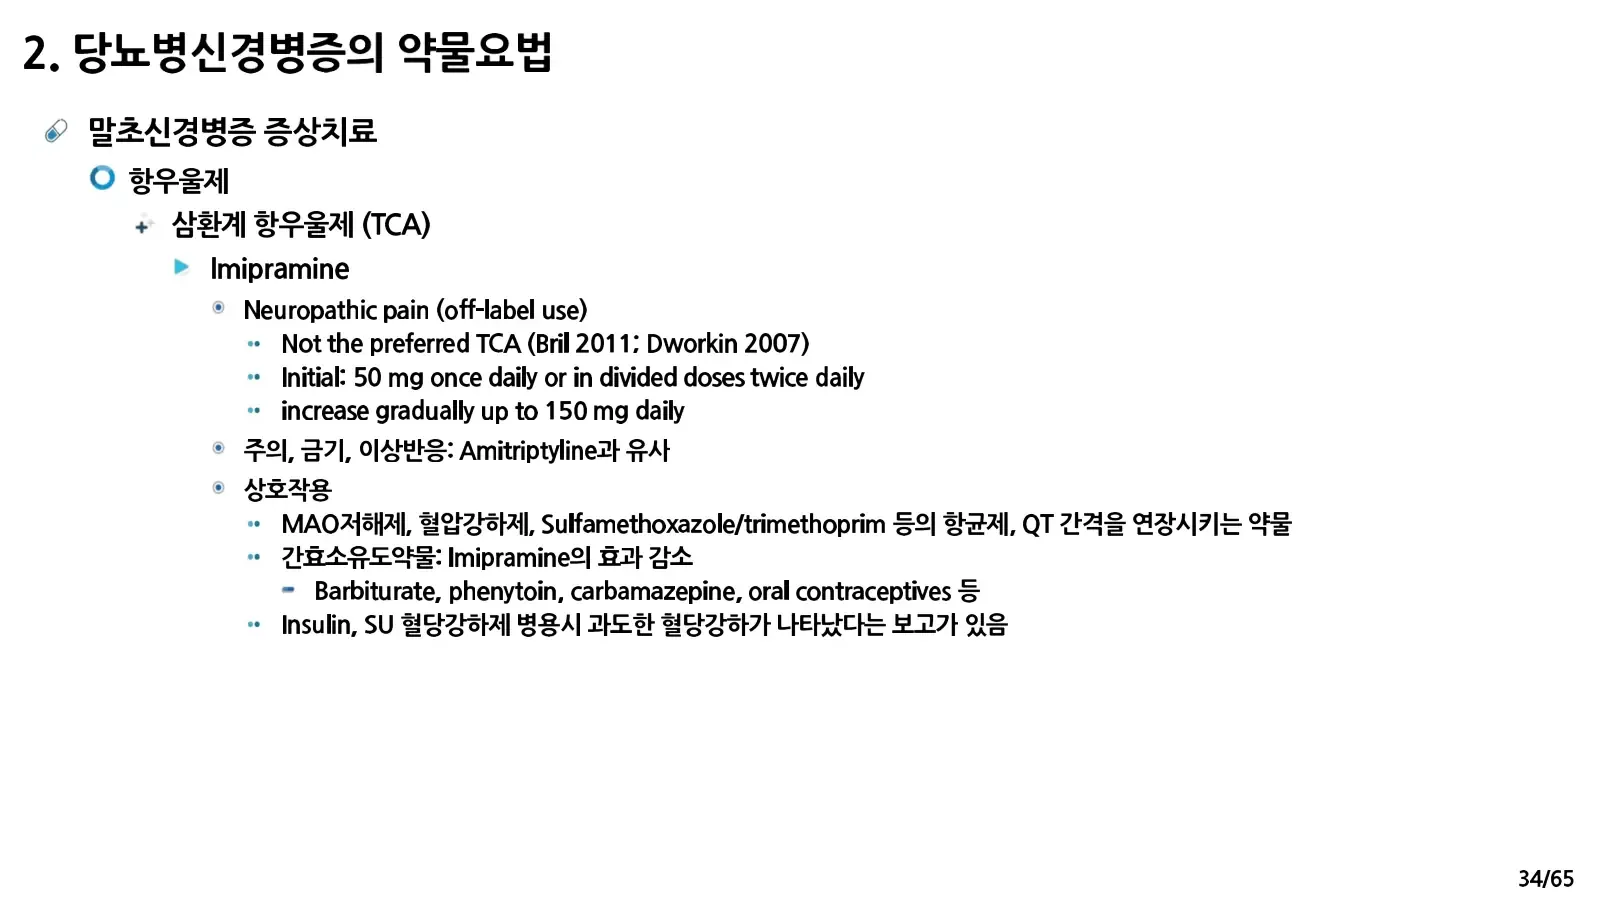 2. 당뇨병신경병증의 약물요법
말초신경병증 증상치료
항우울제
삼환계 항우울제 (TCA)
Imipramine
Neuropathic pain (off-label use)
Not the preferred TCA (Bril 2011; Dworkin 2007)
Initial: 50 mg once daily or in divided doses twice daily
increase gradually up to 150 mg daily
주의, 금기, 이상반응: Amitriptyline과 유사
상호작용
MAO저해제, 혈압강하제, Sulfamethoxazole/trimethoprim 등의 항균제, QT 간격을 연장시키는 약물
간효소유도약물: Imipramine의 효과 감소
Barbiturate, phenytoin, carbamazepine, oral contraceptives 등
Insulin, SU 혈당강하제 병용시 과도한 혈당강하가 나타났다는 보고가 있음
34/65